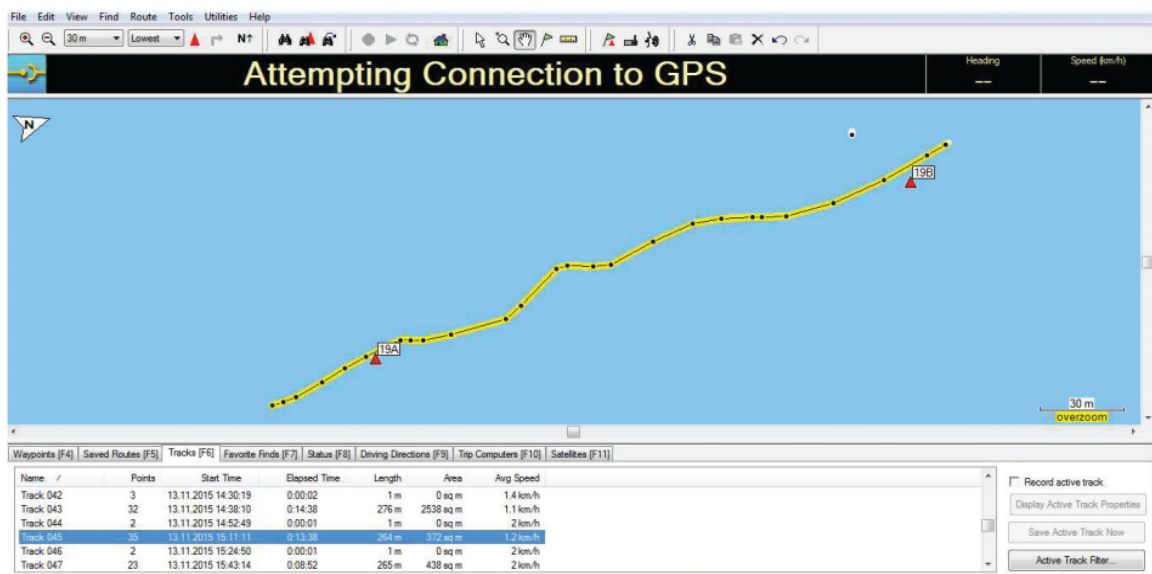 File Edit View Find Route Tools Utilities Help
30 m Lowest N↑
Attempting Connection to GPS
Heading Speed (km/h)
-- --
N
19B
19A
30 m
overzoom
Waypoints [F4] Saved Routes [F5] Tracks [F6] Favorite Finds [F7] Status [F8] Driving Directions [F9] Trip Computers [F10] Satellites [F11]
Name / Points Start Time Elapsed Time Length Area Avg Speed
Track 042 3 13.11.2015 14:30:19 0:00:02 1 m 0 sq m 1.4 km/h
Track 043 32 13.11.2015 14:38:10 0:14:38 276 m 2538 sq m 1.1 km/h
Track 044 2 13.11.2015 14:52:49 0:00:01 1 m 0 sq m 2 km/h
Track 045 35 13.11.2015 15:11:11 0:13:38 264 m 372 sq m 1.2 km/h
Track 046 2 13.11.2015 15:24:50 0:00:01 1 m 0 sq m 2 km/h
Track 047 23 13.11.2015 15:43:14 0:08:52 265 m 438 sq m 2 km/h
Record active track
Display Active Track Properties
Save Active Track Now
Active Track Filter...